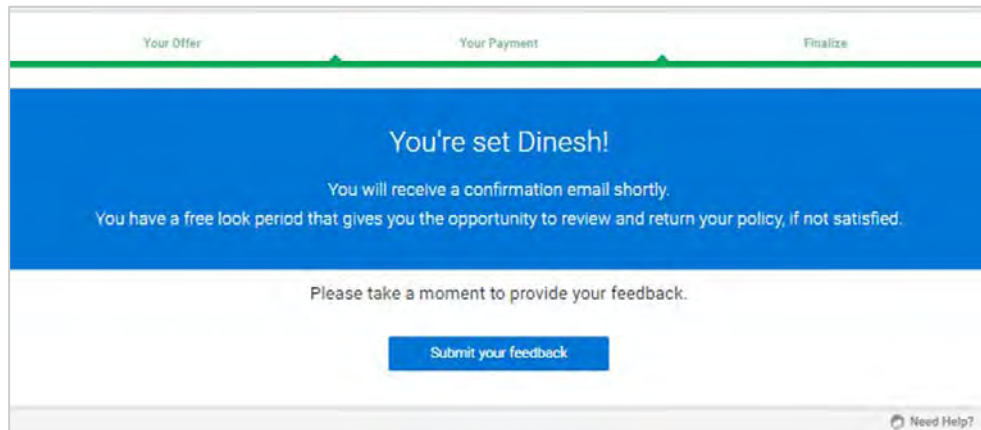 Your Offer
Your Payment
Finalize
You're set Dinesh!
You will receive a confirmation email shortly.
You have a free look period that gives you the opportunity to review and return your policy, if not satisfied.
Please take a moment to provide your feedback.
Submit your feedback
Need Help?